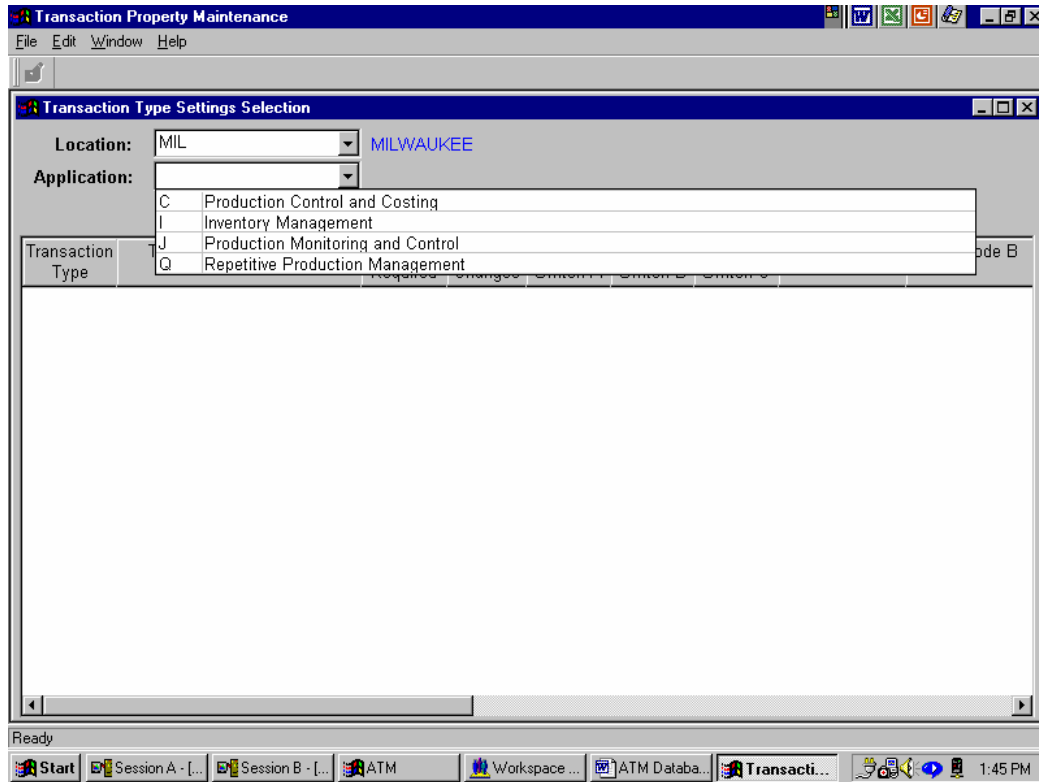 Transaction Property Maintenance
File Edit Window Help
Transaction Type Settings Selection
Location: MIL MILWAUKEE
Application:
C Production Control and Costing
I Inventory Management
J Production Monitoring and Control
Q Repetitive Production Management
Transaction
Type
Ready
Start Session A - [... Session B - [... ATM Workspace ... ATM Databa... Transacti... 1:45 PM